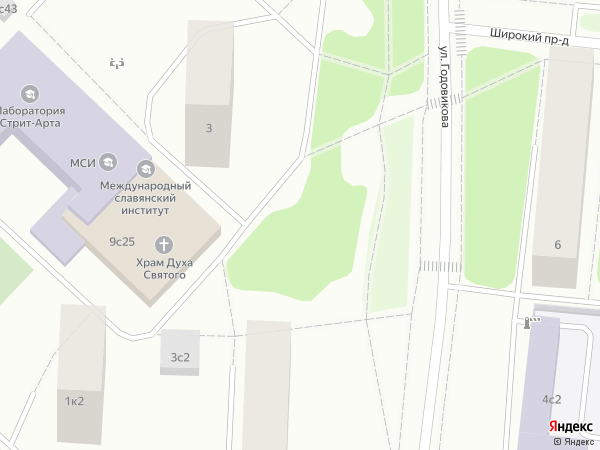 с43
Широкий пр-д
ул. Годовикова
Лаборатория
Стрит-Арта
3
МСИ
Международный
славянский
институт
9с25
Храм Духа
Святого
6
3с2
1к2
4с2
Яндекс
© Яндекс